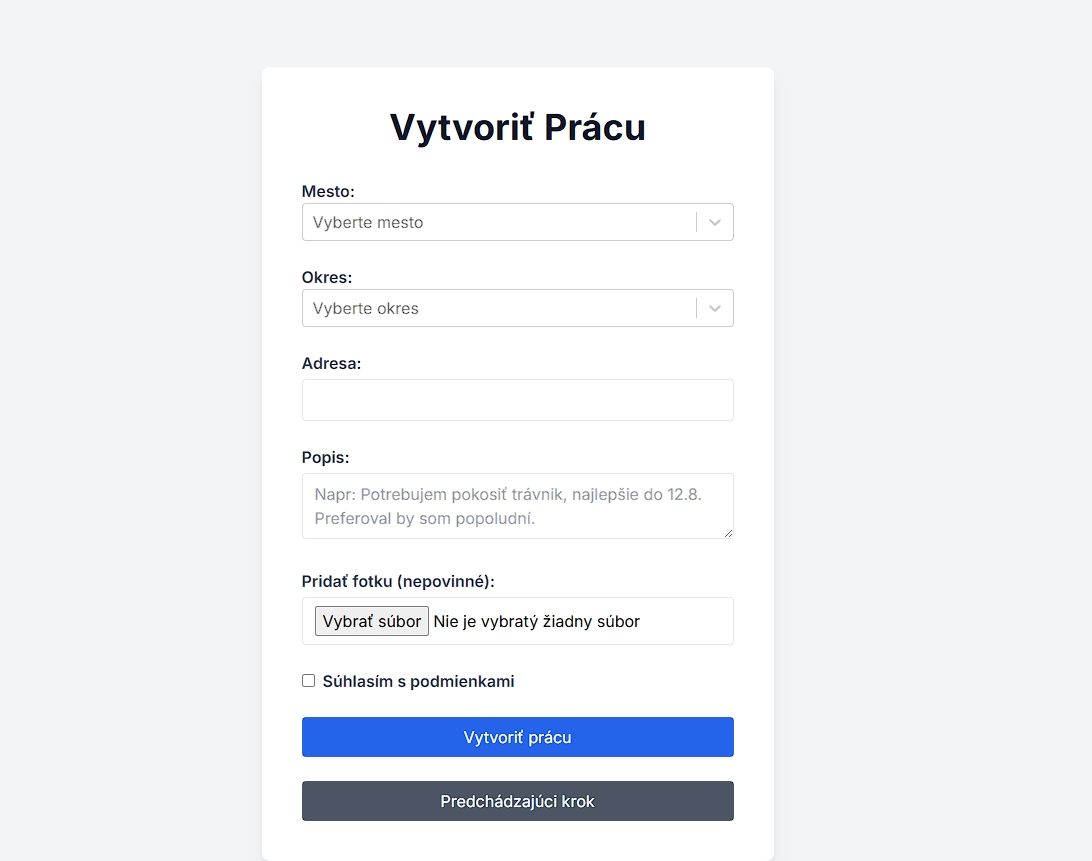 Vytvoriť Prácu
Mesto:
Vyberte mesto
Okres:
Vyberte okres
Adresa:
Popis:
Napr: Potrebujem pokosiť trávnik, najlepšie do 12.8.
Preferoval by som popoludní.
Pridať fotku (nepovinné):
Vybrať súbor Nie je vybratý žiadny súbor
Súhlasím s podmienkami
Vytvoriť prácu
Predchádzajúci krok